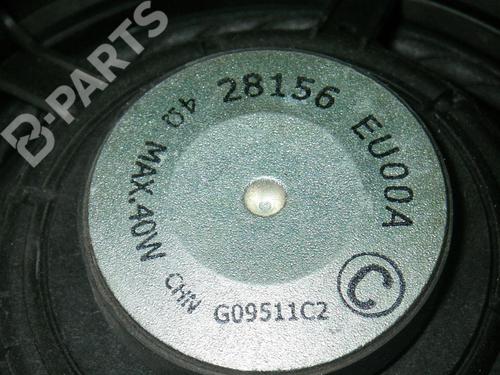 B-PARTS
28156 EU00A
4Ω MAX.40W
CHN G09511C2
C